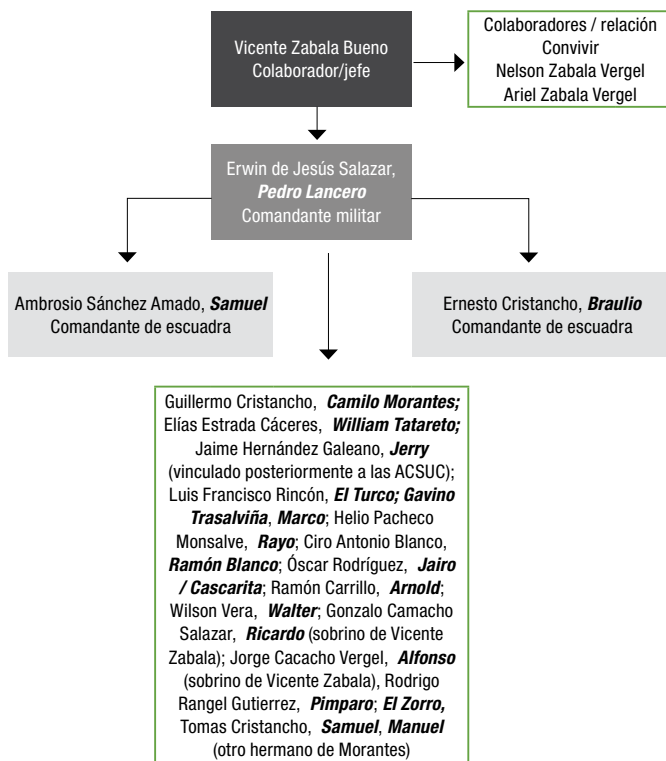 Vicente Zabala Bueno
Colaborador/jefe
Colaboradores / relación
Convivir
Nelson Zabala Vergel
Ariel Zabala Vergel
Erwin de Jesús Salazar,
Pedro Lancero
Comandante militar
Ambrosio Sánchez Amado, Samuel
Comandante de escuadra
Ernesto Cristancho, Braulio
Comandante de escuadra
Guillermo Cristancho, Camilo Morantes;
Elías Estrada Cáceres, William Tatareto;
Jaime Hernández Galeano, Jerry
(vinculado posteriormente a las ACSUC);
Luis Francisco Rincón, El Turco; Gavino
Trasalviña, Marco; Helio Pacheco
Monsalve, Rayo; Ciro Antonio Blanco,
Ramón Blanco; Óscar Rodríguez, Jairo
/ Cascarita; Ramón Carrillo, Arnold;
Wilson Vera, Walter; Gonzalo Camacho
Salazar, Ricardo (sobrino de Vicente
Zabala); Jorge Cacacho Vergel, Alfonso
(sobrino de Vicente Zabala), Rodrigo
Rangel Gutierrez, Pimparo; El Zorro,
Tomas Cristancho, Samuel, Manuel
(otro hermano de Morantes)